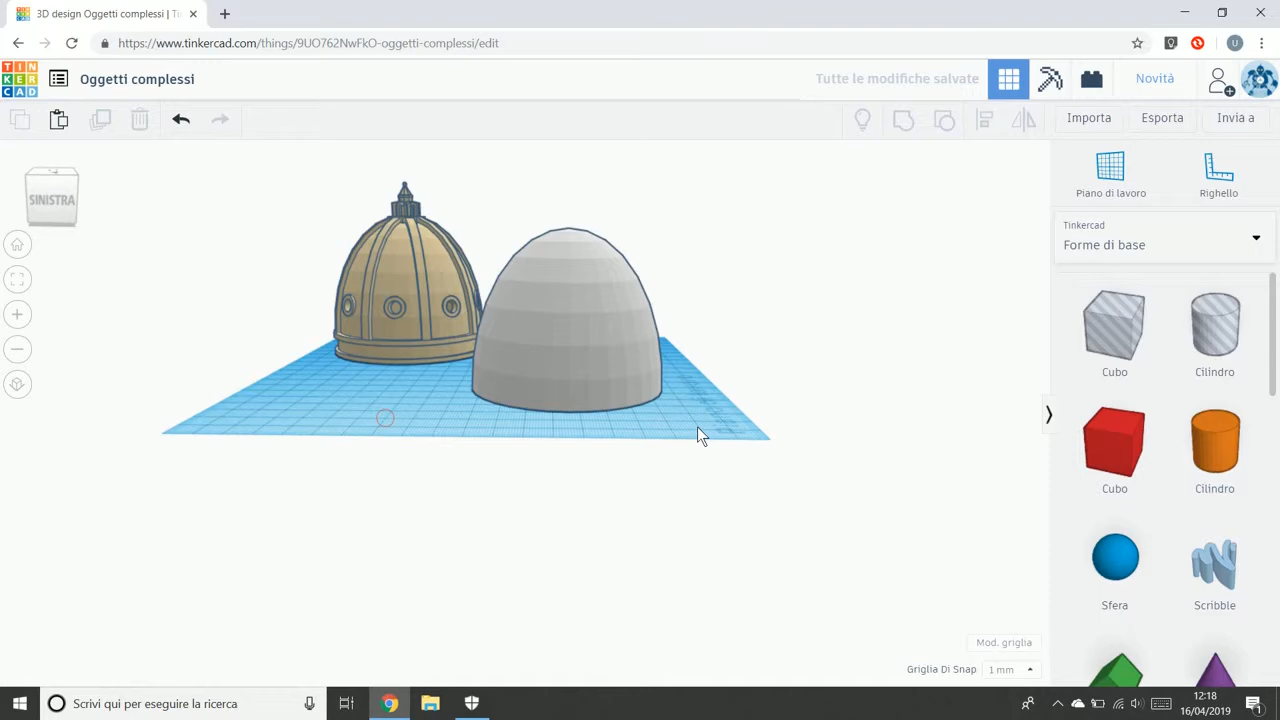 3D design Oggetti complessi | Ti
https://www.tinkercad.com/things/9UO762NwFkO-oggetti-complessi/edit
U
TIN
KER
CAD
Oggetti complessi
Tutte le modifiche salvate
Novità
Importa
Esporta
Invia a
SINISTRA
Piano di lavoro
Righello
Tinkercad
Forme di base
Cubo
Cilindro
Cubo
Cilindro
Sfera
Scribble
Mod. griglia
Griglia Di Snap
1 mm
Scrivi qui per eseguire la ricerca
12:18
16/04/2019
1